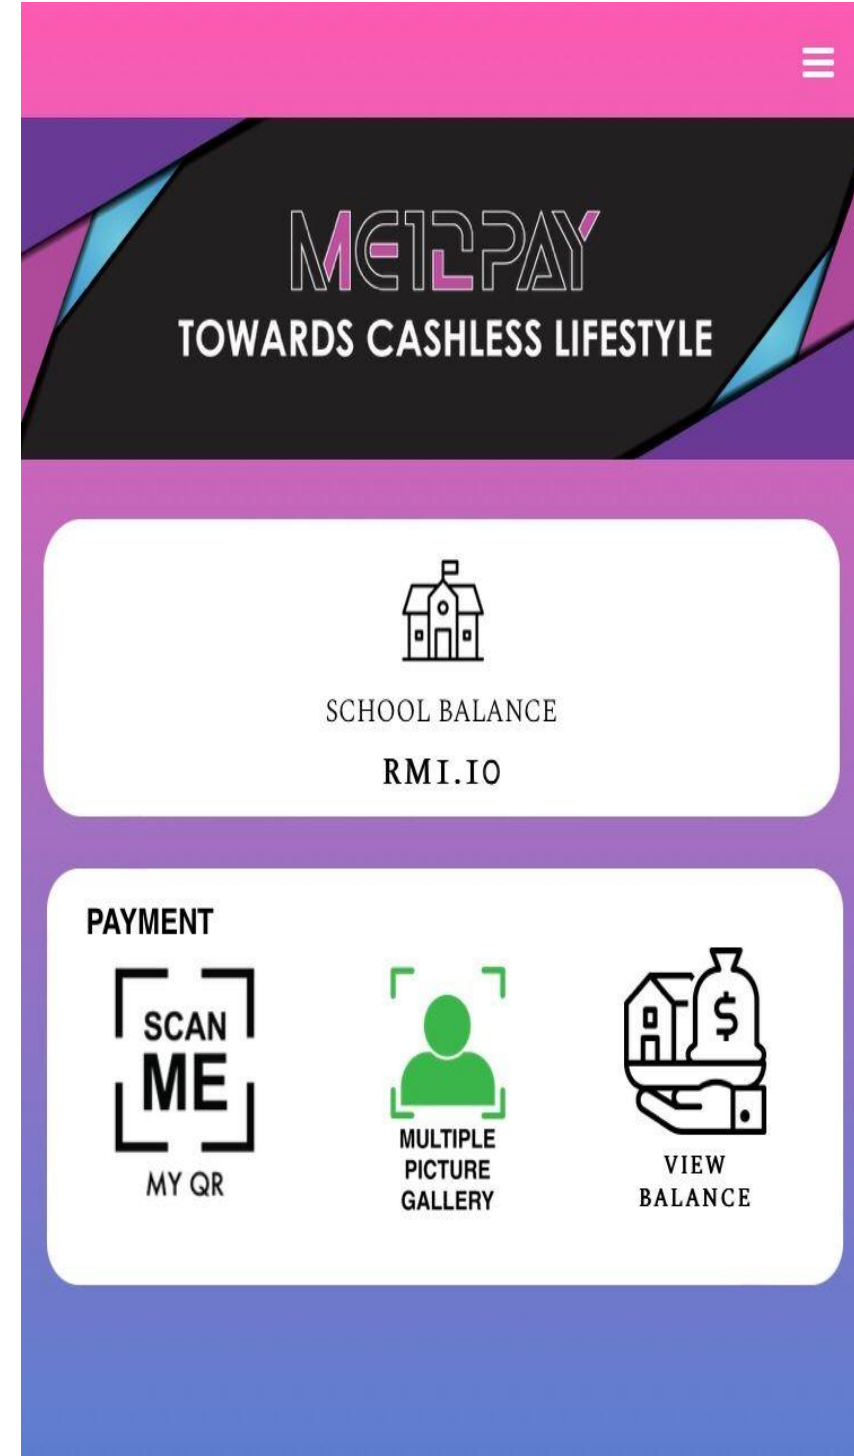 ME12PAY
TOWARDS CASHLESS LIFESTYLE
SCHOOL BALANCE
RM1.10
PAYMENT
SCAN
ME
MY QR
MULTIPLE
PICTURE
GALLERY
$
VIEW
BALANCE